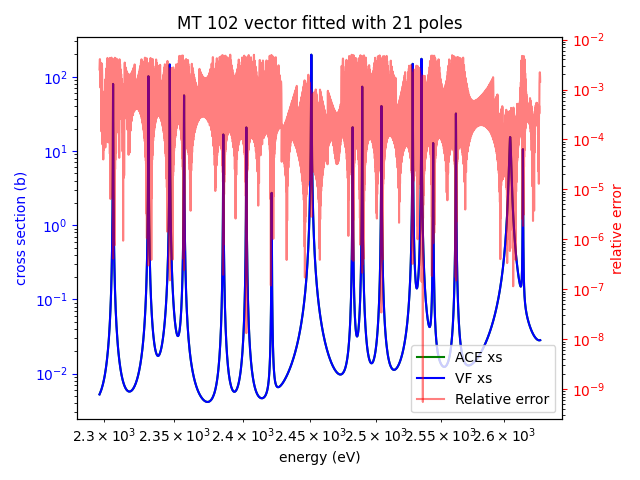 MT 102 vector fitted with 21 poles
cross section (b)
10²
10¹
10⁰
10⁻¹
10⁻²
relative error
10⁻²
10⁻³
10⁻⁴
10⁻⁵
10⁻⁶
10⁻⁷
10⁻⁸
10⁻⁹
ACE xs
VF xs
Relative error
2.3 × 10³ 2.35 × 10³ 2.4 × 10³ 2.45 × 10³ 2.5 × 10³ 2.55 × 10³ 2.6 × 10³
energy (eV)